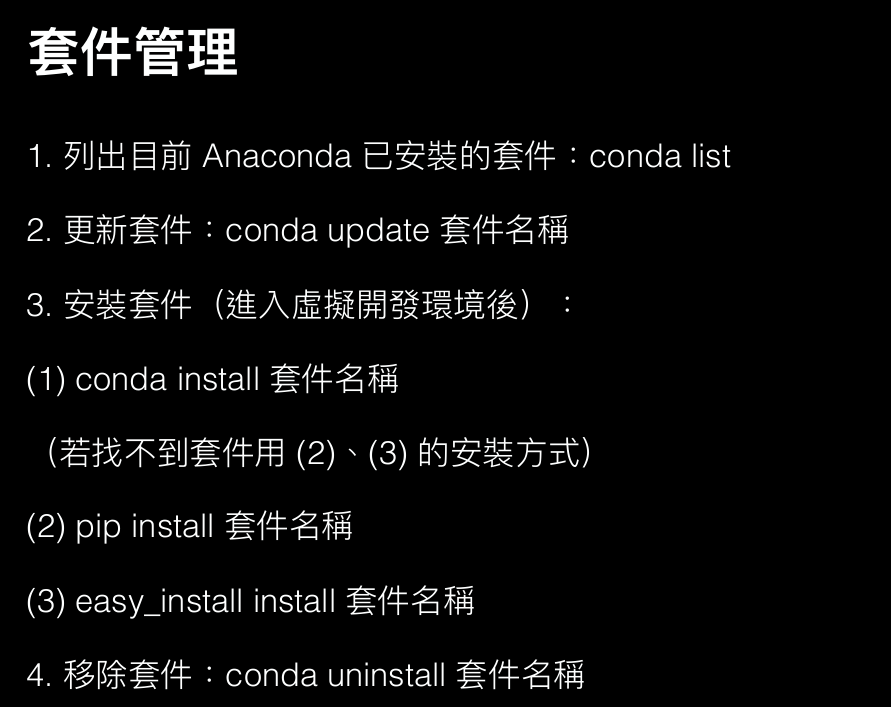 套件管理
1. 列出目前 Anaconda 已安裝的套件：conda list
2. 更新套件：conda update 套件名稱
3. 安裝套件（進入虛擬開發環境後）：
(1) conda install 套件名稱
（若找不到套件用 (2)、(3) 的安裝方式）
(2) pip install 套件名稱
(3) easy_install install 套件名稱
4. 移除套件：conda uninstall 套件名稱